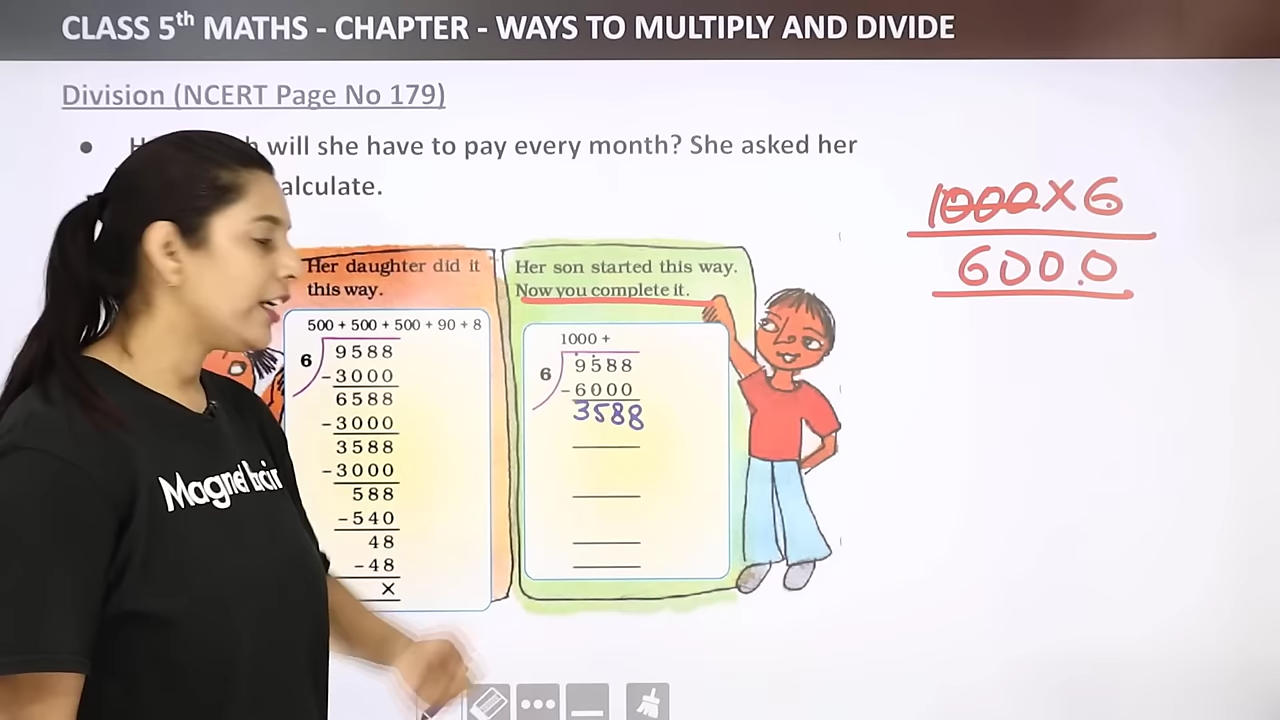 CLASS 5th MATHS - CHAPTER - WAYS TO MULTIPLY AND DIVIDE
Division (NCERT Page No 179)
● will she have to pay every month? She asked her
calculate.
Her daughter did it
this way.
500 + 500 + 500 + 90 + 8
6 9588
-3000
6588
-3000
3588
-3000
588
-540
48
-48
X
Her son started this way.
Now you complete it.
1000 +
6 9588
-6000
3588
1000 X 6
6000
Magnet